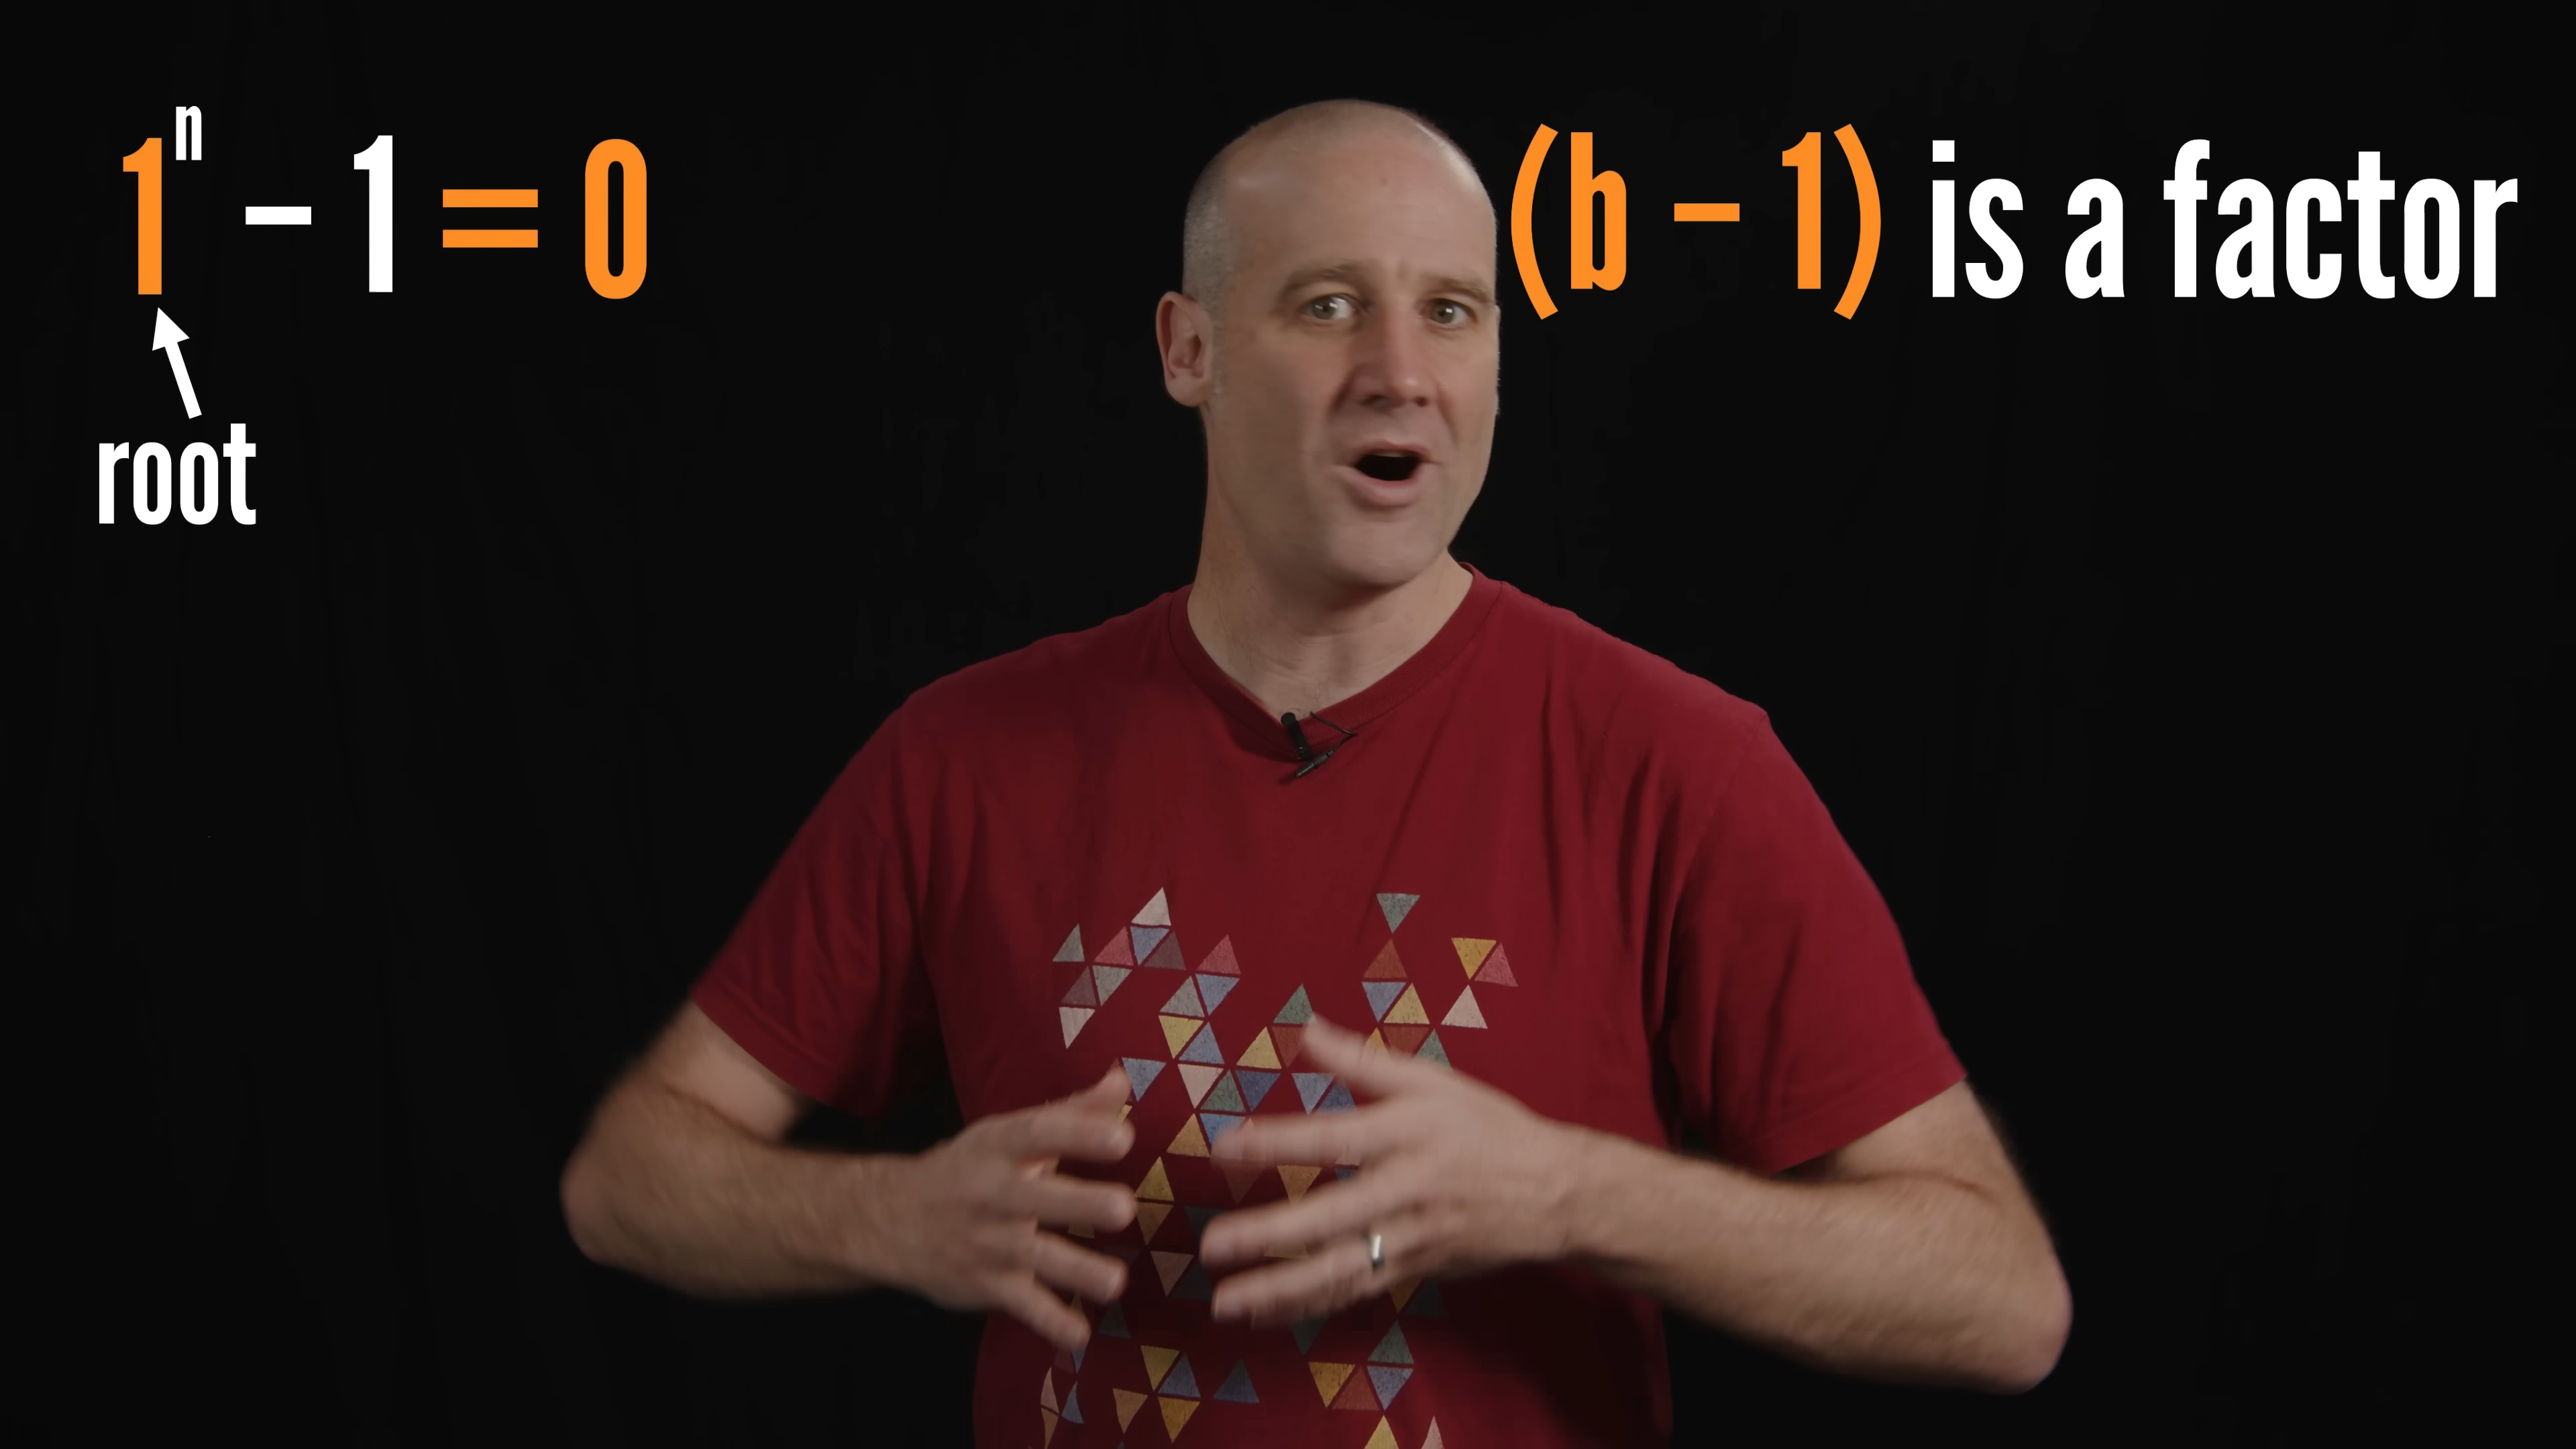 1ⁿ − 1 = 0
(b − 1) is a factor
root